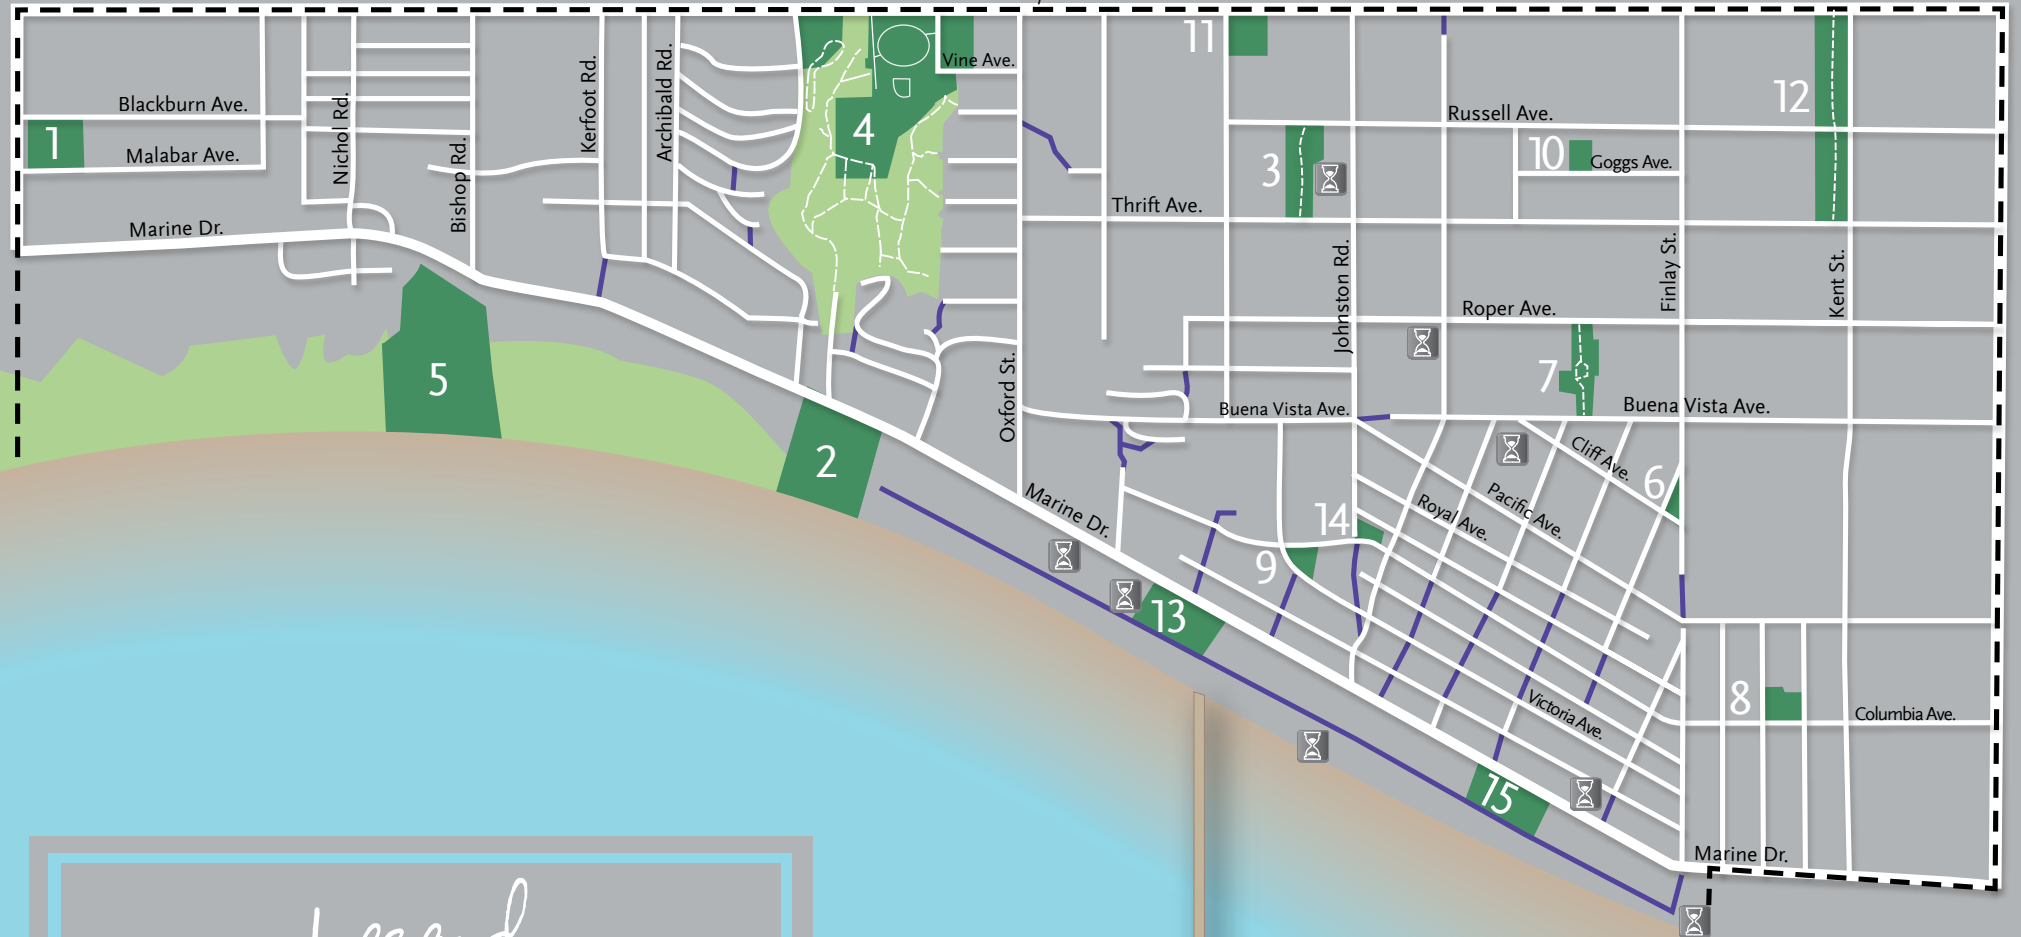 11
Vine Ave.
Blackburn Ave.
12
Russell Ave.
Nichol Rd.
Kerfoot Rd.
Archibald Rd.
4
1
Malabar Ave.
10
Goggs Ave.
3
Bishop Rd.
Thrift Ave.
Marine Dr.
Johnston Rd.
Finlay St.
Kent St.
Roper Ave.
5
7
Oxford St.
Buena Vista Ave.
Buena Vista Ave.
2
Cliff Ave.
6
Marine Dr.
Pacific Ave.
Royal Ave.
14
9
13
8
Victoria Ave.
Columbia Ave.
15
Marine Dr.
Legend